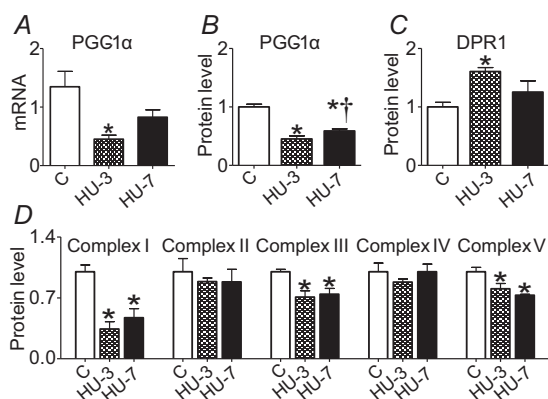 A
PGG1α
mRNA
2
1
0
C
HU-3
HU-7
*
B
PGG1α
Protein level
2
1
0
C
HU-3
HU-7
*
*†
C
DPR1
Protein level
2
1
0
C
HU-3
HU-7
*
D
Protein level
1.4
0.7
0.0
Complex I
Complex II
Complex III
Complex IV
Complex V
* *
* *
* *
C
HU-3
HU-7
C
HU-3
HU-7
C
HU-3
HU-7
C
HU-3
HU-7
C
HU-3
HU-7